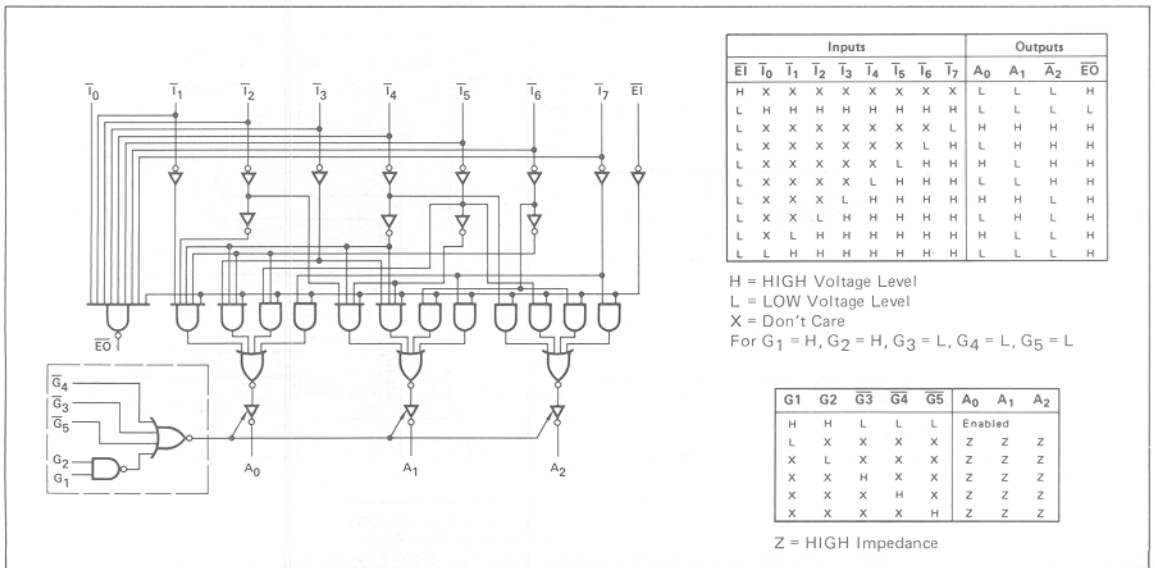 I̅0 I̅1 I̅2 I̅3 I̅4 I̅5 I̅6 I̅7 E̅I̅
E̅O̅
G̅4
G̅3
G̅5
G2
G1
A0 A1 A2
Inputs Outputs
E̅I̅ I̅0 I̅1 I̅2 I̅3 I̅4 I̅5 I̅6 I̅7 A0 A1 A̅2 E̅O̅
H X X X X X X X X L L L H
L H H H H H H H H L L L L
L X X X X X X X L H H H H
L X X X X X X L H L H H H
L X X X X X L H H H L H H
L X X X X L H H H L L H H
L X X X L H H H H H H L H
L X X L H H H H H L H L H
L X L H H H H H H H L L H
L L H H H H H H H L L L H
H = HIGH Voltage Level
L = LOW Voltage Level
X = Don't Care
For G1 = H, G2 = H, G3 = L, G4 = L, G5 = L
G1 G2 G̅3̅ G̅4̅ G̅5̅ A0 A1 A2
H H L L L Enabled
L X X X X Z Z Z
X L X X X Z Z Z
X X H X X Z Z Z
X X X H X Z Z Z
X X X X H Z Z Z
Z = HIGH Impedance